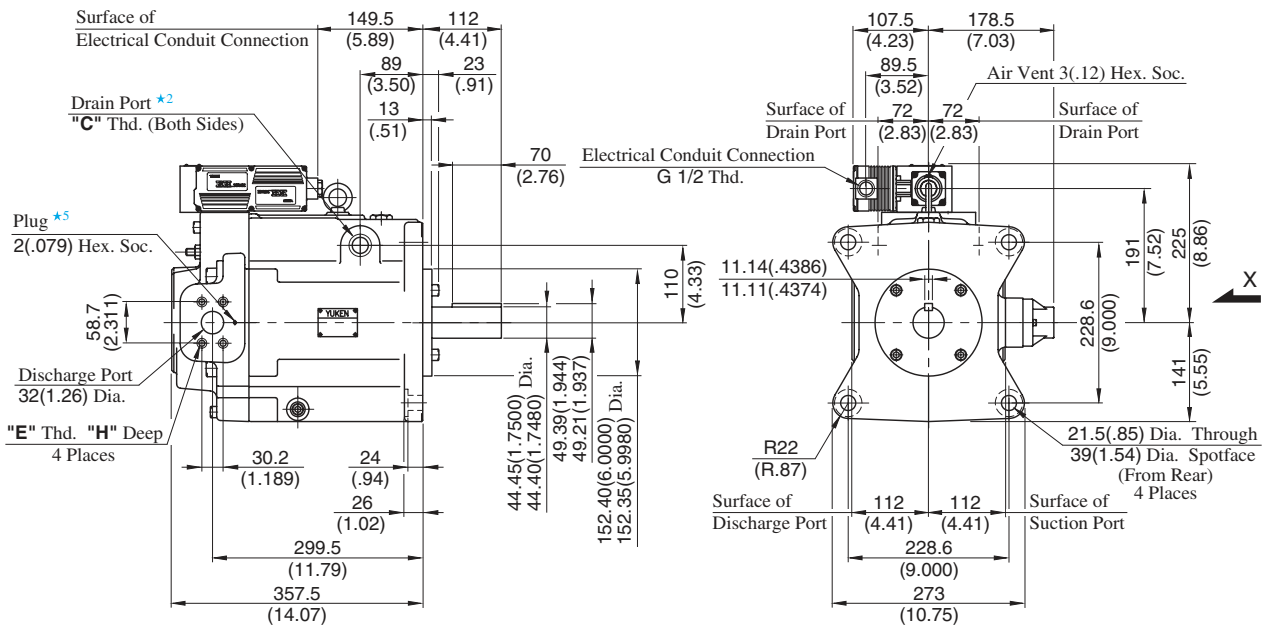 Surface of
Electrical Conduit Connection
149.5
(5.89)
112
(4.41)
89
(3.50)
23
(.91)
Drain Port ★2
"C" Thd. (Both Sides)
13
(.51)
70
(2.76)
Plug ★5
2(.079) Hex. Soc.
58.7
(2.311)
YUKEN
110
(4.33)
Discharge Port
32(1.26) Dia.
"E" Thd. "H" Deep
4 Places
30.2
(1.189)
24
(.94)
26
(1.02)
299.5
(11.79)
357.5
(14.07)
44.45(1.7500) Dia.
44.40(1.7480)
49.39(1.944)
49.21(1.937)
152.40(6.0000) Dia.
152.35(5.9980)
107.5
(4.23)
178.5
(7.03)
89.5
(3.52)
Air Vent 3(.12) Hex. Soc.
Surface of
Drain Port
72
(2.83)
72
(2.83)
Surface of
Drain Port
Electrical Conduit Connection
G 1/2 Thd.
11.14(.4386)
11.11(.4374)
191
(7.52)
225
(8.86)
X
228.6
(9.000)
141
(5.55)
R22
(R.87)
21.5(.85) Dia. Through
39(1.54) Dia. Spotface
(From Rear)
4 Places
Surface of
Discharge Port
112
(4.41)
112
(4.41)
Surface of
Suction Port
228.6
(9.000)
273
(10.75)